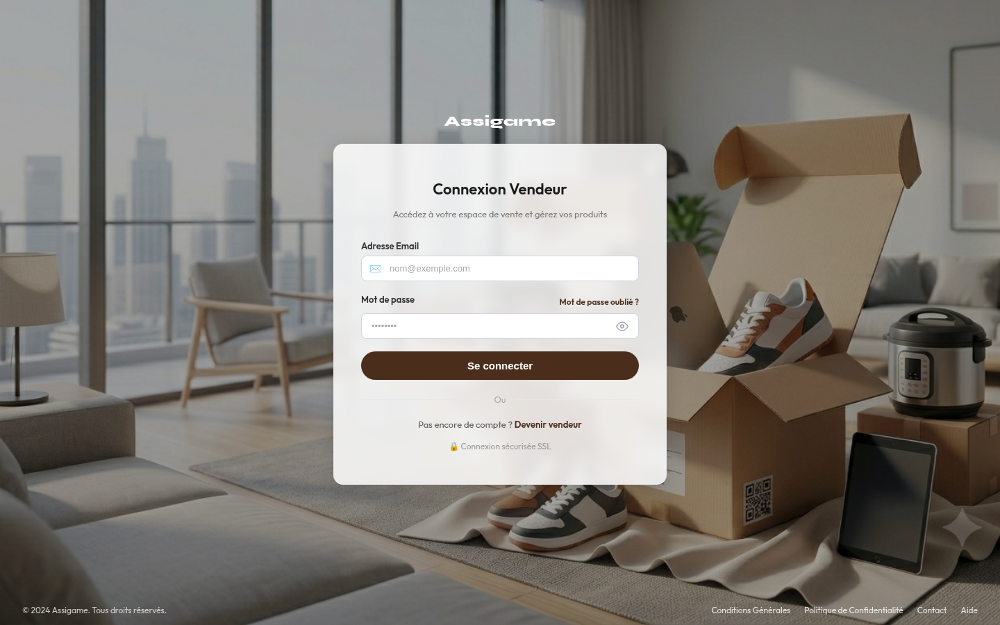 Assigame
Connexion Vendeur
Accédez à votre espace de vente et gérez vos produits
Adresse Email
✉️ nom@exemple.com
Mot de passe
Mot de passe oublié ?
••••••••
Se connecter
Ou
Pas encore de compte ? Devenir vendeur
🔒 Connexion sécurisée SSL
© 2024 Assigame. Tous droits réservés.
Conditions Générales Politique de Confidentialité Contact Aide